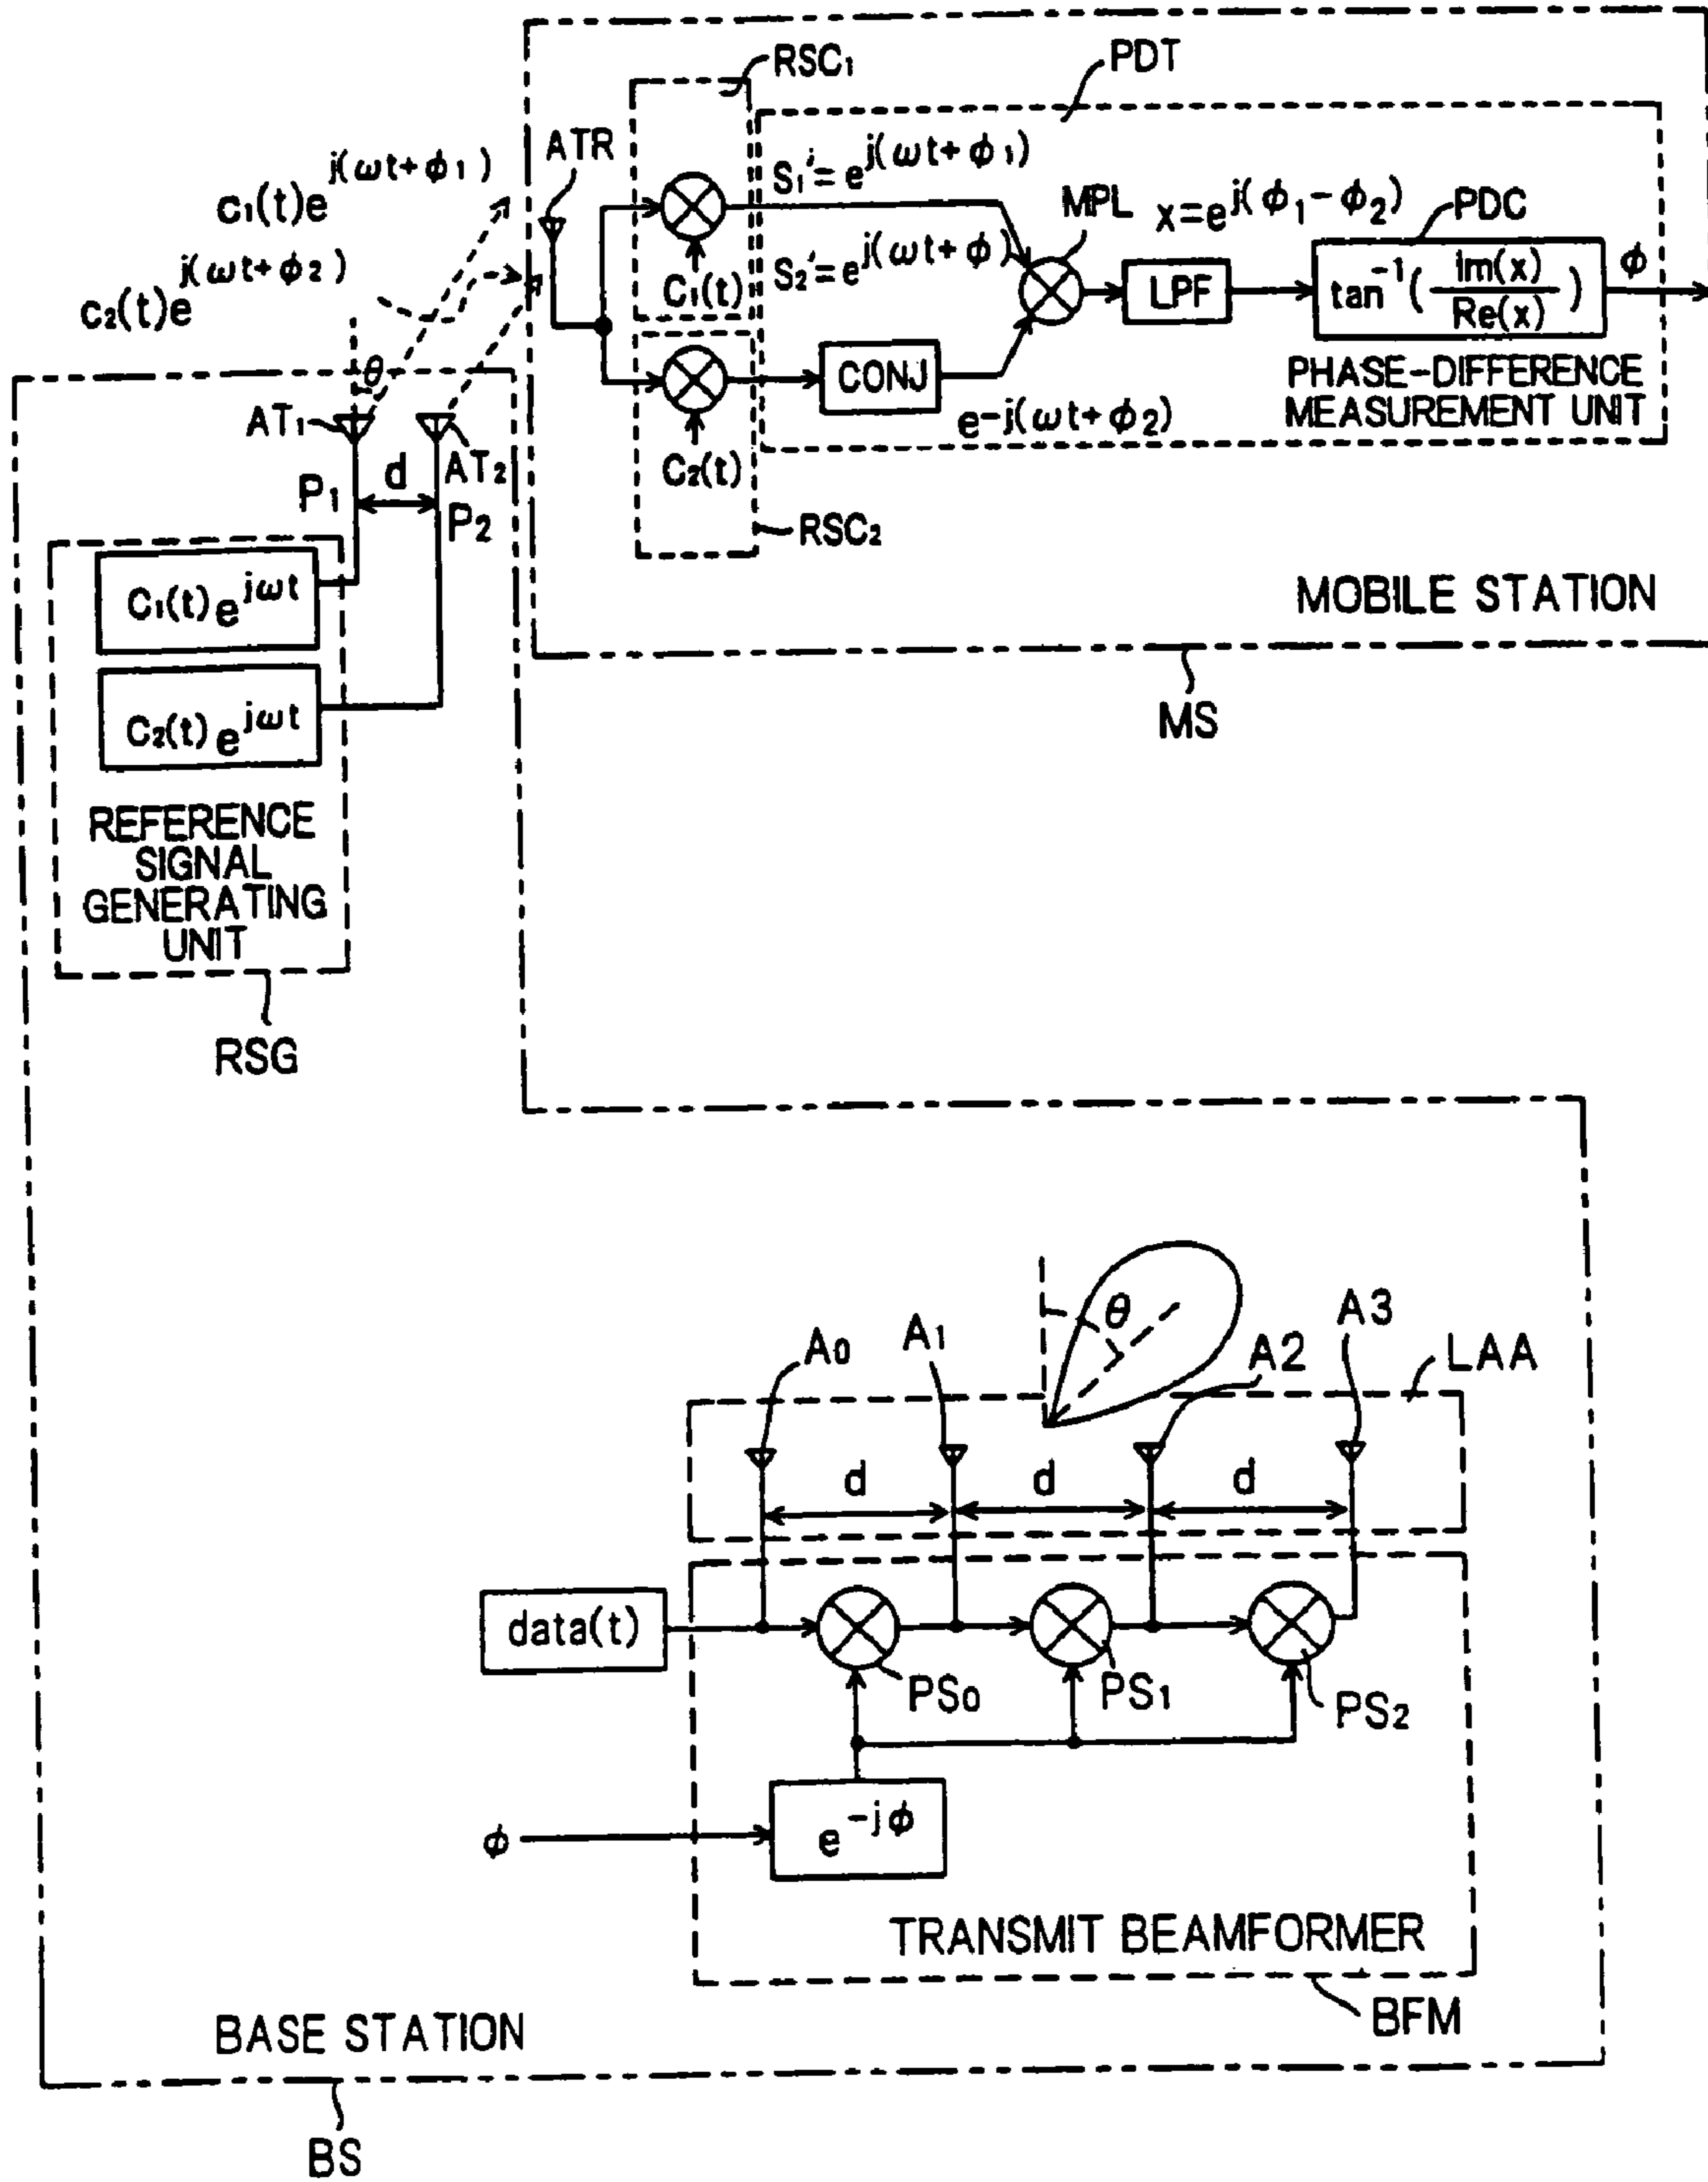 RSC₁
PDT
ATR
c₁(t)e^j(ωt+ϕ₁)
c₂(t)e^j(ωt+ϕ₂)
S₁'=e^j(ωt+ϕ₁)
S₂'=e^j(ωt+ϕ)
MPL
x=e^j(ϕ₁-ϕ₂)
PDC
C₁(t)
LPF
tan⁻¹(im(x)/Re(x))
ϕ
CONJ
e-j(ωt+ϕ₂)
PHASE-DIFFERENCE
MEASUREMENT UNIT
C₂(t)
RSC₂
MOBILE STATION
MS
θ
AT₁
AT₂
P₁
d
P₂
C₁(t)e^jωt
C₂(t)e^jωt
REFERENCE
SIGNAL
GENERATING
UNIT
RSG
θ
A₀
A₁
A2
A3
LAA
d
d
d
data(t)
PS₀
PS₁
PS₂
ϕ
e^-jϕ
TRANSMIT BEAMFORMER
BFM
BASE STATION
BS